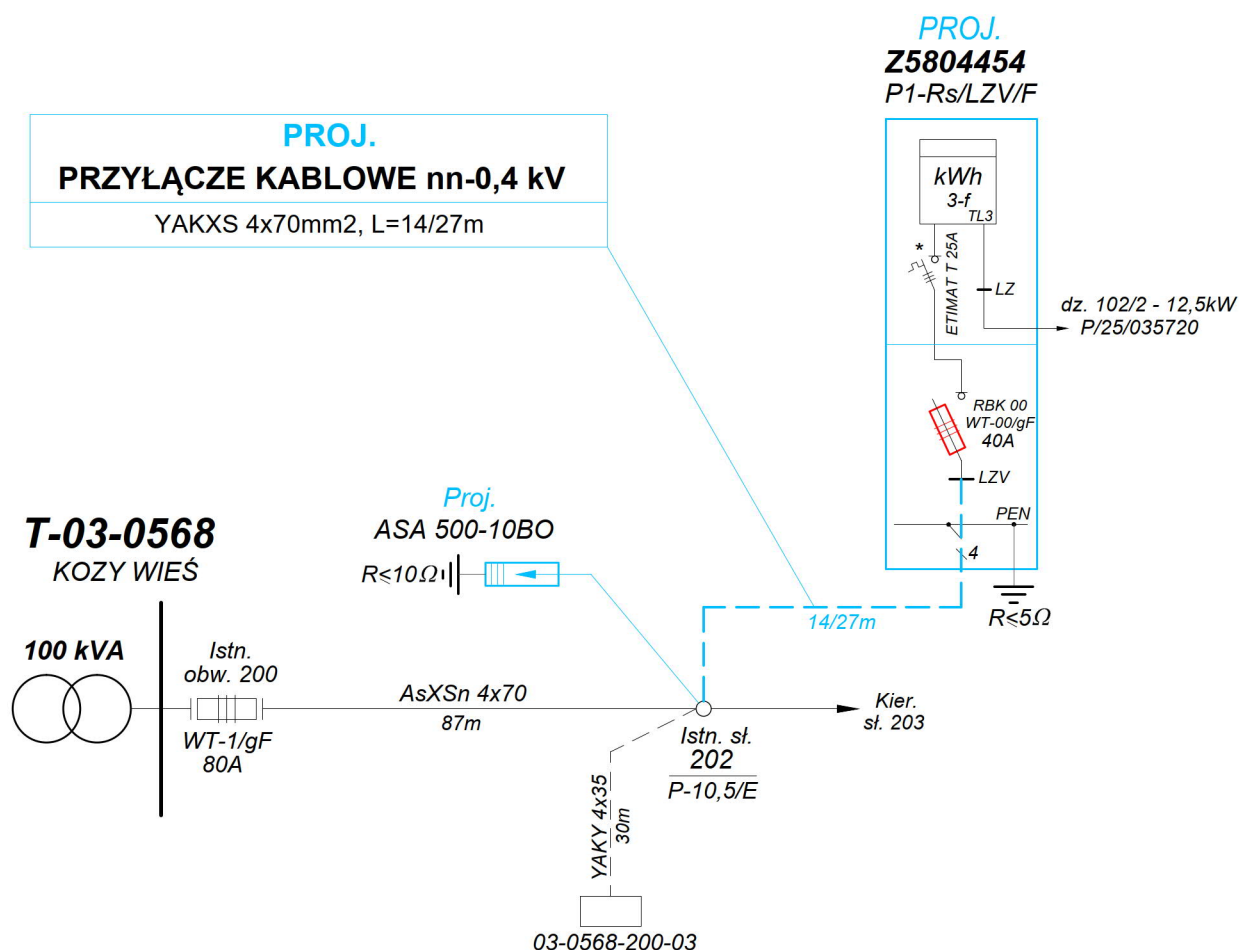 PROJ.
Z5804454
P1-Rs/LZV/F
PROJ.
PRZYŁĄCZE KABLOWE nn-0,4 kV
YAKXS 4x70mm2, L=14/27m
kWh
3-f
TL3
*
ETIMAT T 25A
LZ
dz. 102/2 - 12,5kW
P/25/035720
RBK 00
WT-00/gF
40A
LZV
PEN
4
R≤5Ω
Proj.
ASA 500-10BO
R≤10Ω
14/27m
T-03-0568
KOZY WIEŚ
100 kVA
Istn.
obw. 200
WT-1/gF
80A
AsXSn 4x70
87m
Kier.
sł. 203
Istn. sł.
202
P-10,5/E
YAKY 4x35
30m
03-0568-200-03